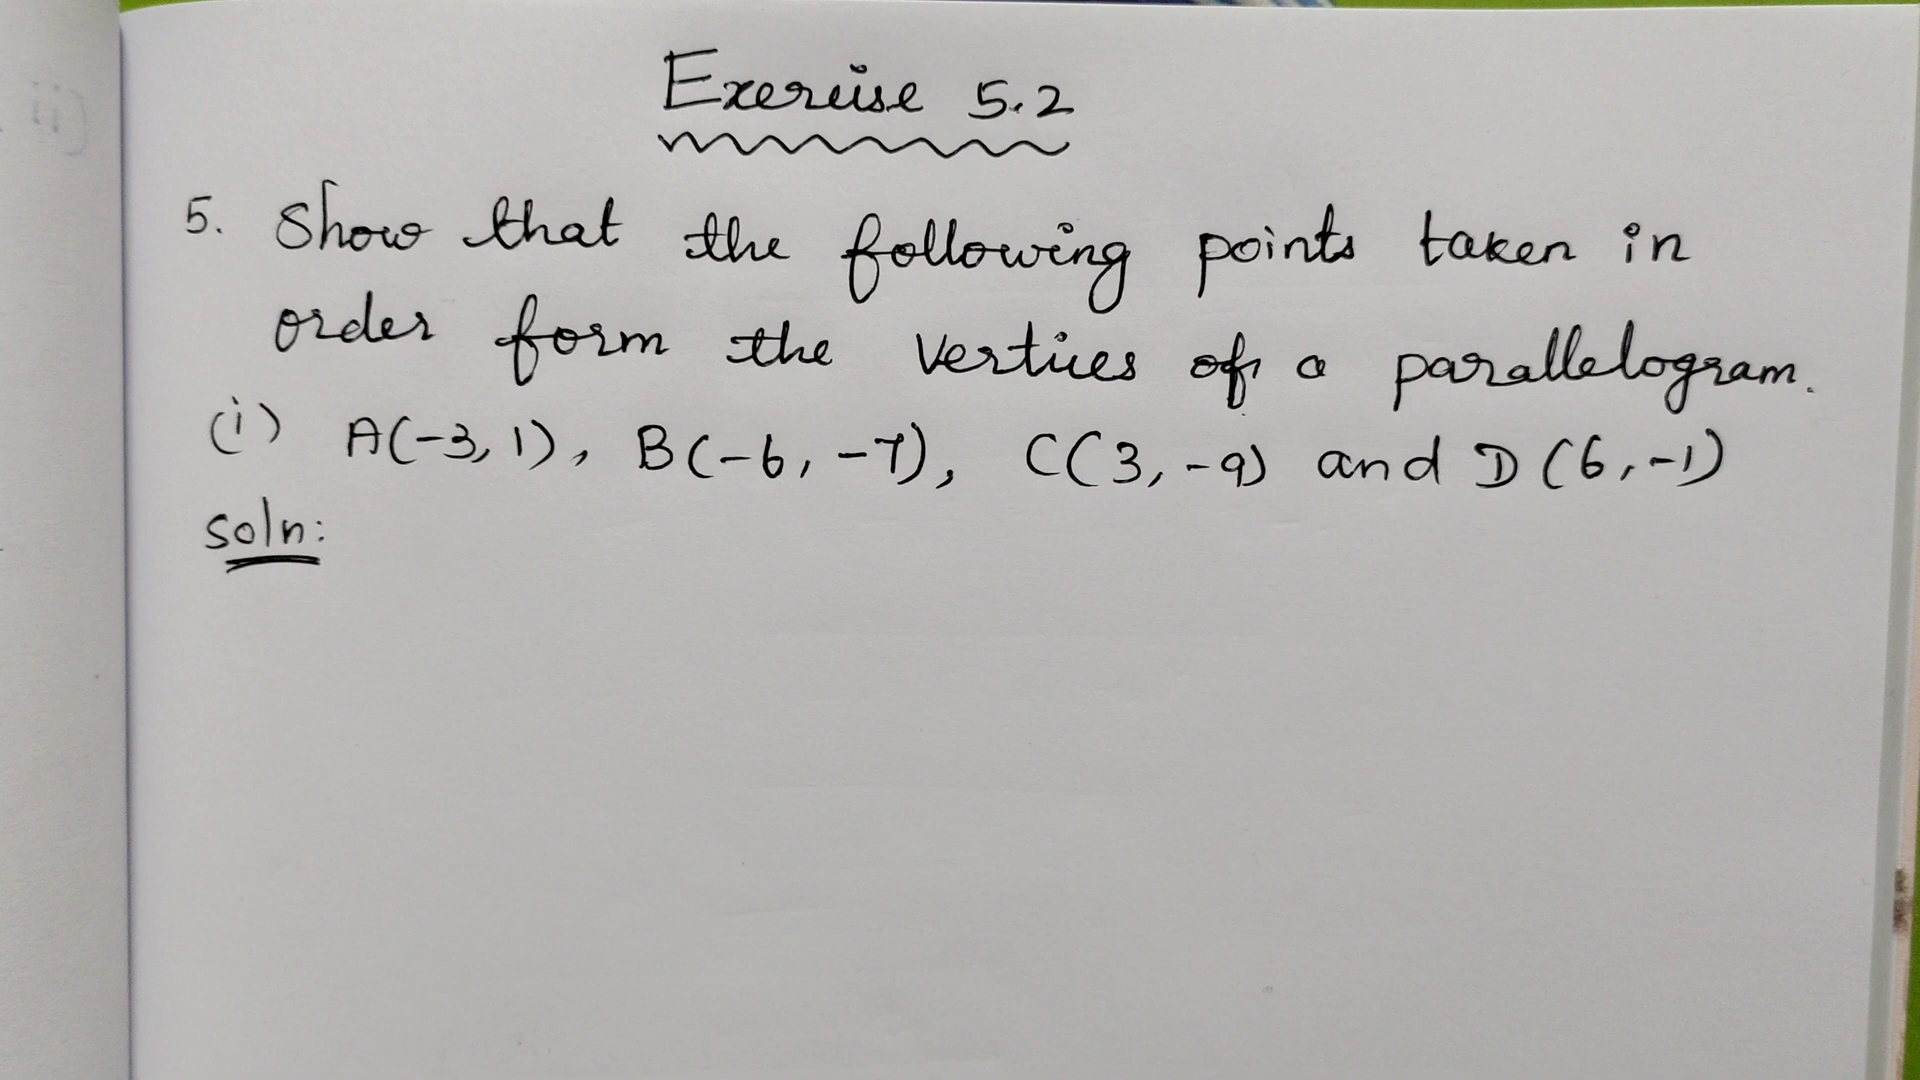 Exercise 5.2
5. Show that the following points taken in
order form the vertices of a parallelogram.
(i) A(-3, 1), B(-6, -7), C(3, -9) and D(6, -1)
Soln:
(ii)